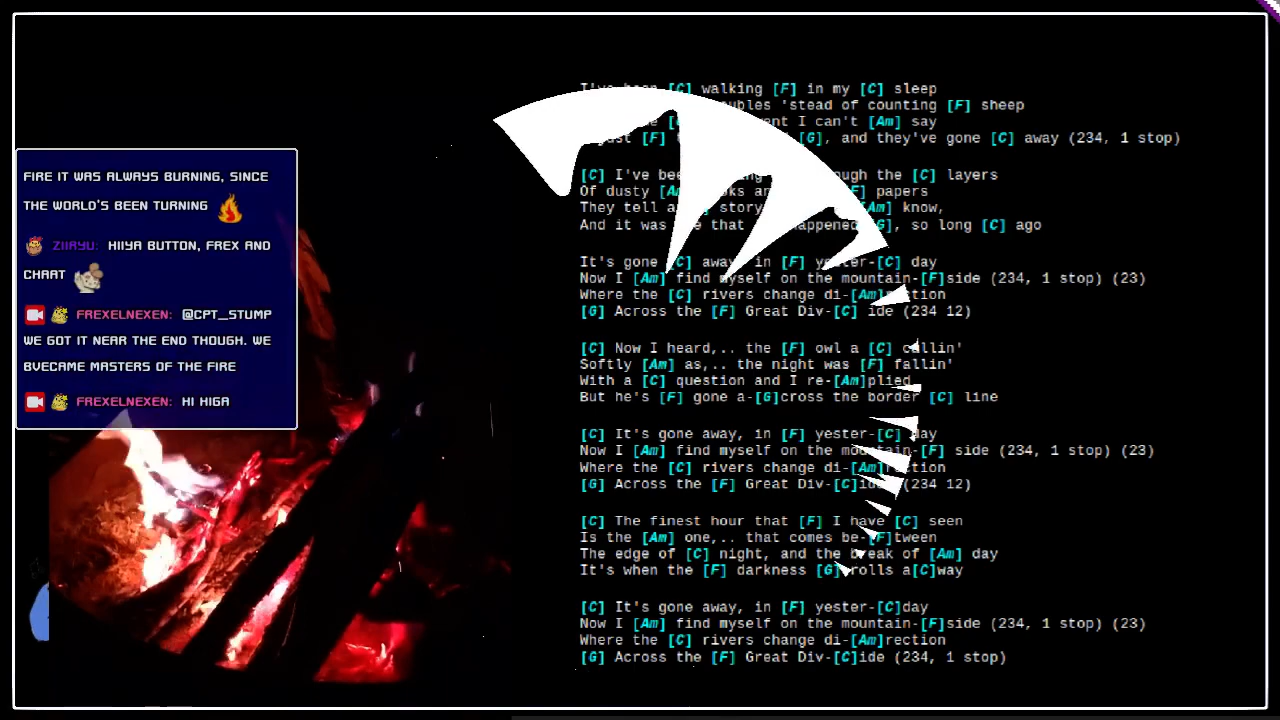 FIRE IT WAS ALWAYS BURNING, SINCE
THE WORLD'S BEEN TURNING
ZIIRYU: HIIYA BUTTON, FREX AND
CHAAT
FREXELNEXEN: @CPT_STUMP
WE GOT IT NEAR THE END THOUGH. WE
BVECAME MASTERS OF THE FIRE
FREXELNEXEN: HI HIGA
[C] walking [F] in my [C] sleep
'stead of counting [F] sheep
I can't [Am] say
[F] [G], and they've gone [C] away (234, 1 stop)
[C] I've the [C] layers
Of dusty papers
They tell story know,
And it was that so long [C] ago
It's gone [C] away, in [F] yester-[C] day
Now I [Am] find myself on the mountain-[F]side (234, 1 stop) (23)
Where the [C] rivers change di-[Am]rection
[G] Across the [F] Great Div-[C] ide (234 12)
[C] Now I heard,.. the [F] owl a [C] callin'
Softly [Am] as,.. the night was [F] fallin'
With a [C] question and I re-[Am]plied
But he's [F] gone a-[G]cross the border [C] line
[C] It's gone away, in [F] yester-[C] day
Now I [Am] find myself on the mountain-[F] side (234, 1 stop) (23)
Where the [C] rivers change di-[Am]rection
[G] Across the [F] Great Div-[C]ide (234 12)
[C] The finest hour that [F] I have [C] seen
Is the [Am] one,.. that comes be-[F]tween
The edge of [C] night, and the break of [Am] day
It's when the [F] darkness [G] rolls a[C]way
[C] It's gone away, in [F] yester-[C]day
Now I [Am] find myself on the mountain-[F]side (234, 1 stop) (23)
Where the [C] rivers change di-[Am]rection
[G] Across the [F] Great Div-[C]ide (234, 1 stop)